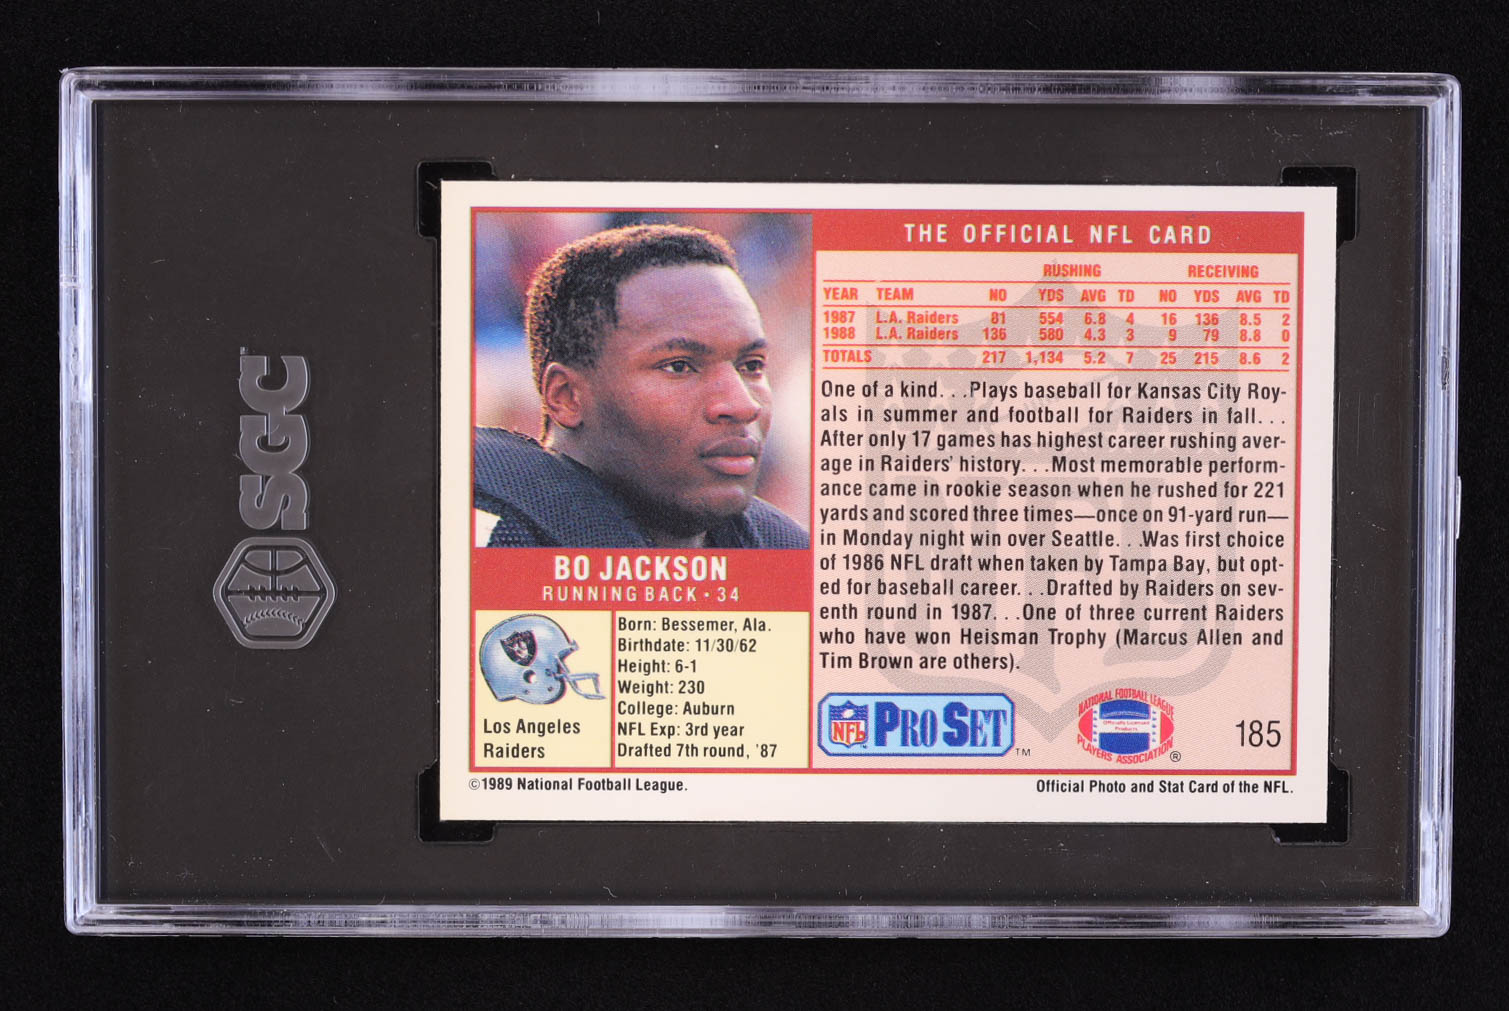 SGC
THE OFFICIAL NFL CARD
RUSHING RECEIVING
YEAR TEAM NO YDS AVG TD NO YDS AVG TD
1987 L.A. Raiders 81 554 6.8 4 16 136 8.5 2
1988 L.A. Raiders 136 580 4.3 3 9 79 8.8 0
TOTALS 217 1,134 5.2 7 25 215 8.6 2
One of a kind. . .Plays baseball for Kansas City Roy-
als in summer and football for Raiders in fall. . .
After only 17 games has highest career rushing aver-
age in Raiders' history. . .Most memorable perform-
ance came in rookie season when he rushed for 221
yards and scored three times—once on 91-yard run—
in Monday night win over Seattle. . .Was first choice
of 1986 NFL draft when taken by Tampa Bay, but opt-
ed for baseball career. . .Drafted by Raiders on sev-
enth round in 1987. . .One of three current Raiders
who have won Heisman Trophy (Marcus Allen and
Tim Brown are others).
BO JACKSON
RUNNING BACK • 34
Los Angeles
Raiders
Born: Bessemer, Ala.
Birthdate: 11/30/62
Height: 6-1
Weight: 230
College: Auburn
NFL Exp: 3rd year
Drafted 7th round, '87
NFL PRO SET TM
NATIONAL FOOTBALL LEAGUE
Officially Licensed
Products
PLAYERS ASSOCIATION ®
185
©1989 National Football League.
Official Photo and Stat Card of the NFL.